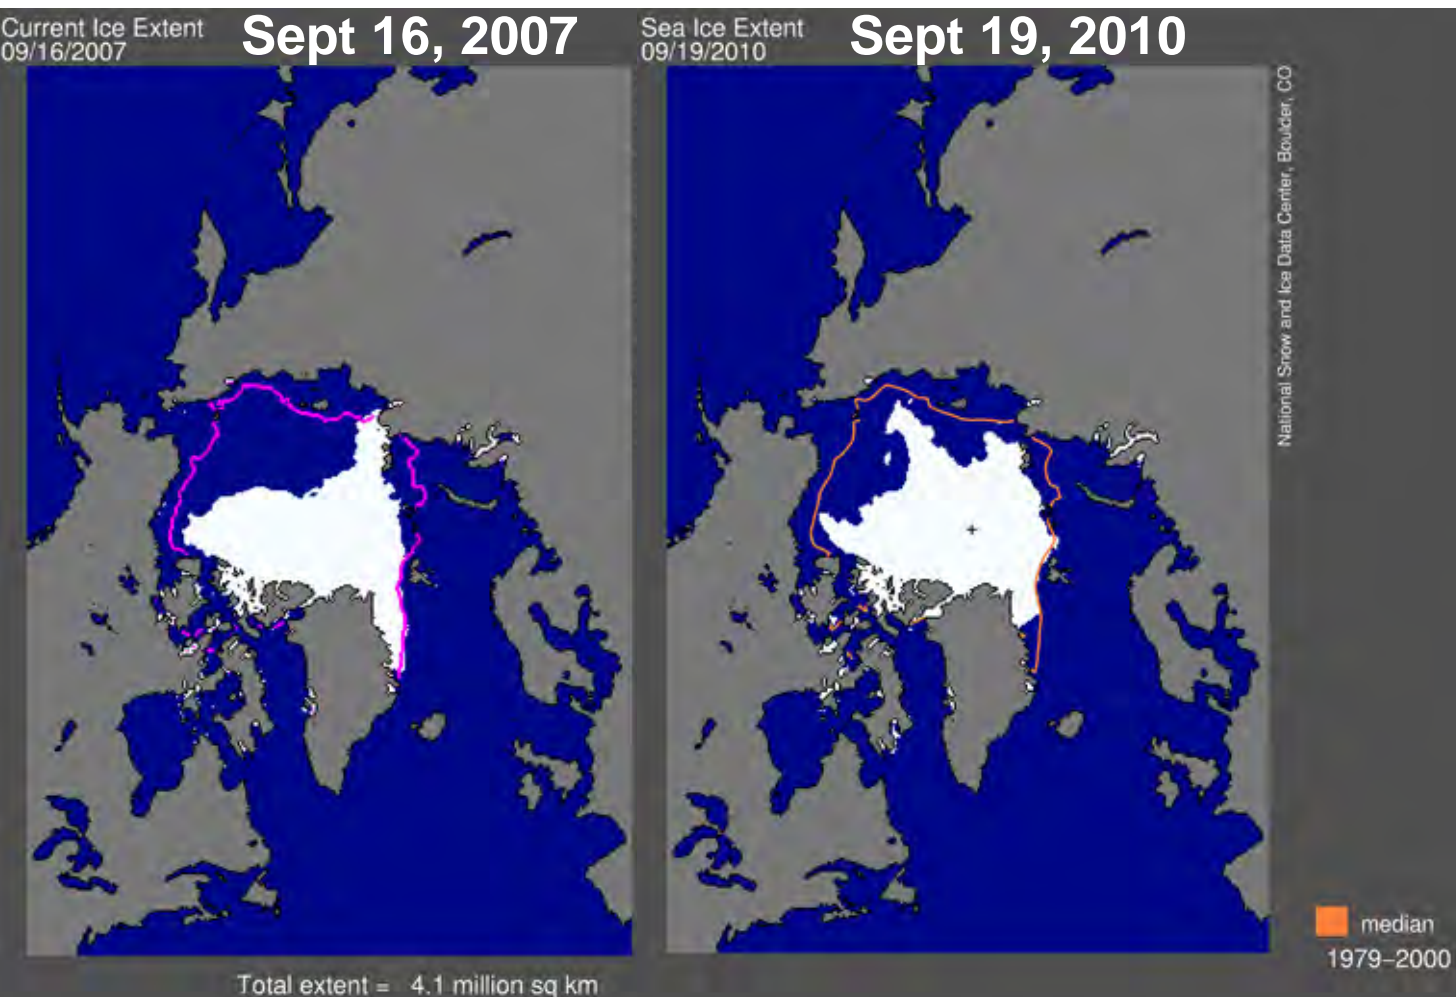 Current Ice Extent
09/16/2007
Sept 16, 2007
Sea Ice Extent
09/19/2010
Sept 19, 2010
National Snow and Ice Data Center, Boulder, CO
median
1979–2000
Total extent = 4.1 million sq km